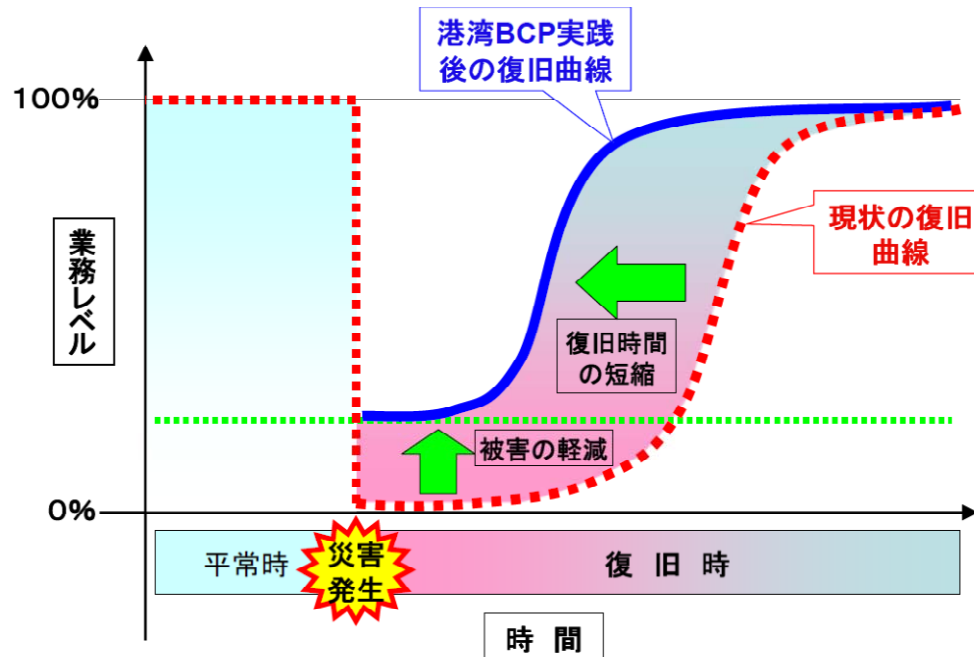 港湾BCP実践
後の復旧曲線
100%
業務レベル
現状の復旧
曲線
復旧時間
の短縮
被害の軽減
0%
平常時
災害
発生
復旧時
時間